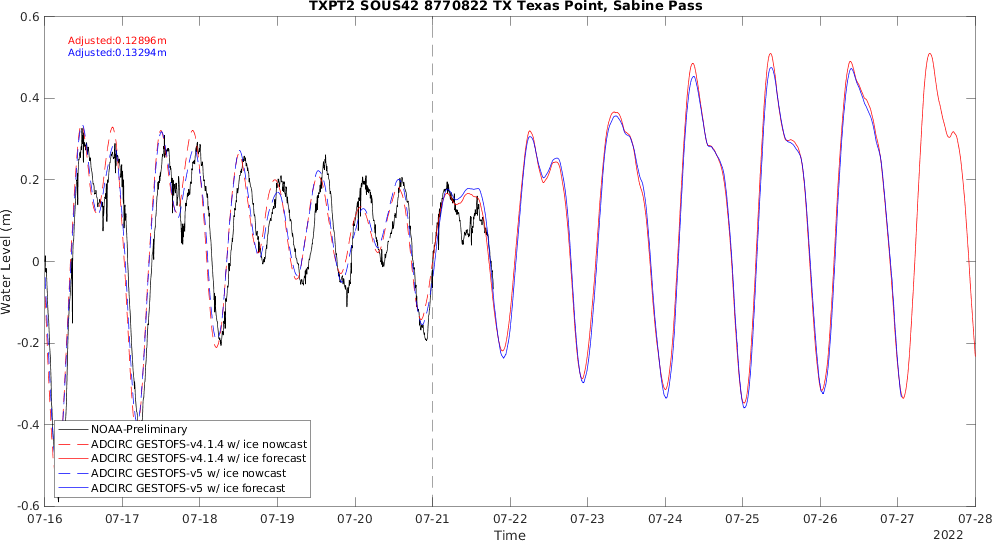 TXPT2 SOUS42 8770822 TX Texas Point, Sabine Pass
Adjusted:0.12896m
Adjusted:0.13294m
Water Level (m)
0.6
0.4
0.2
0
-0.2
-0.4
-0.6
NOAA-Preliminary
ADCIRC GESTOFS-v4.1.4 w/ ice nowcast
ADCIRC GESTOFS-v4.1.4 w/ ice forecast
ADCIRC GESTOFS-v5 w/ ice nowcast
ADCIRC GESTOFS-v5 w/ ice forecast
07-16 07-17 07-18 07-19 07-20 07-21 07-22 07-23 07-24 07-25 07-26 07-27 07-28
Time
2022